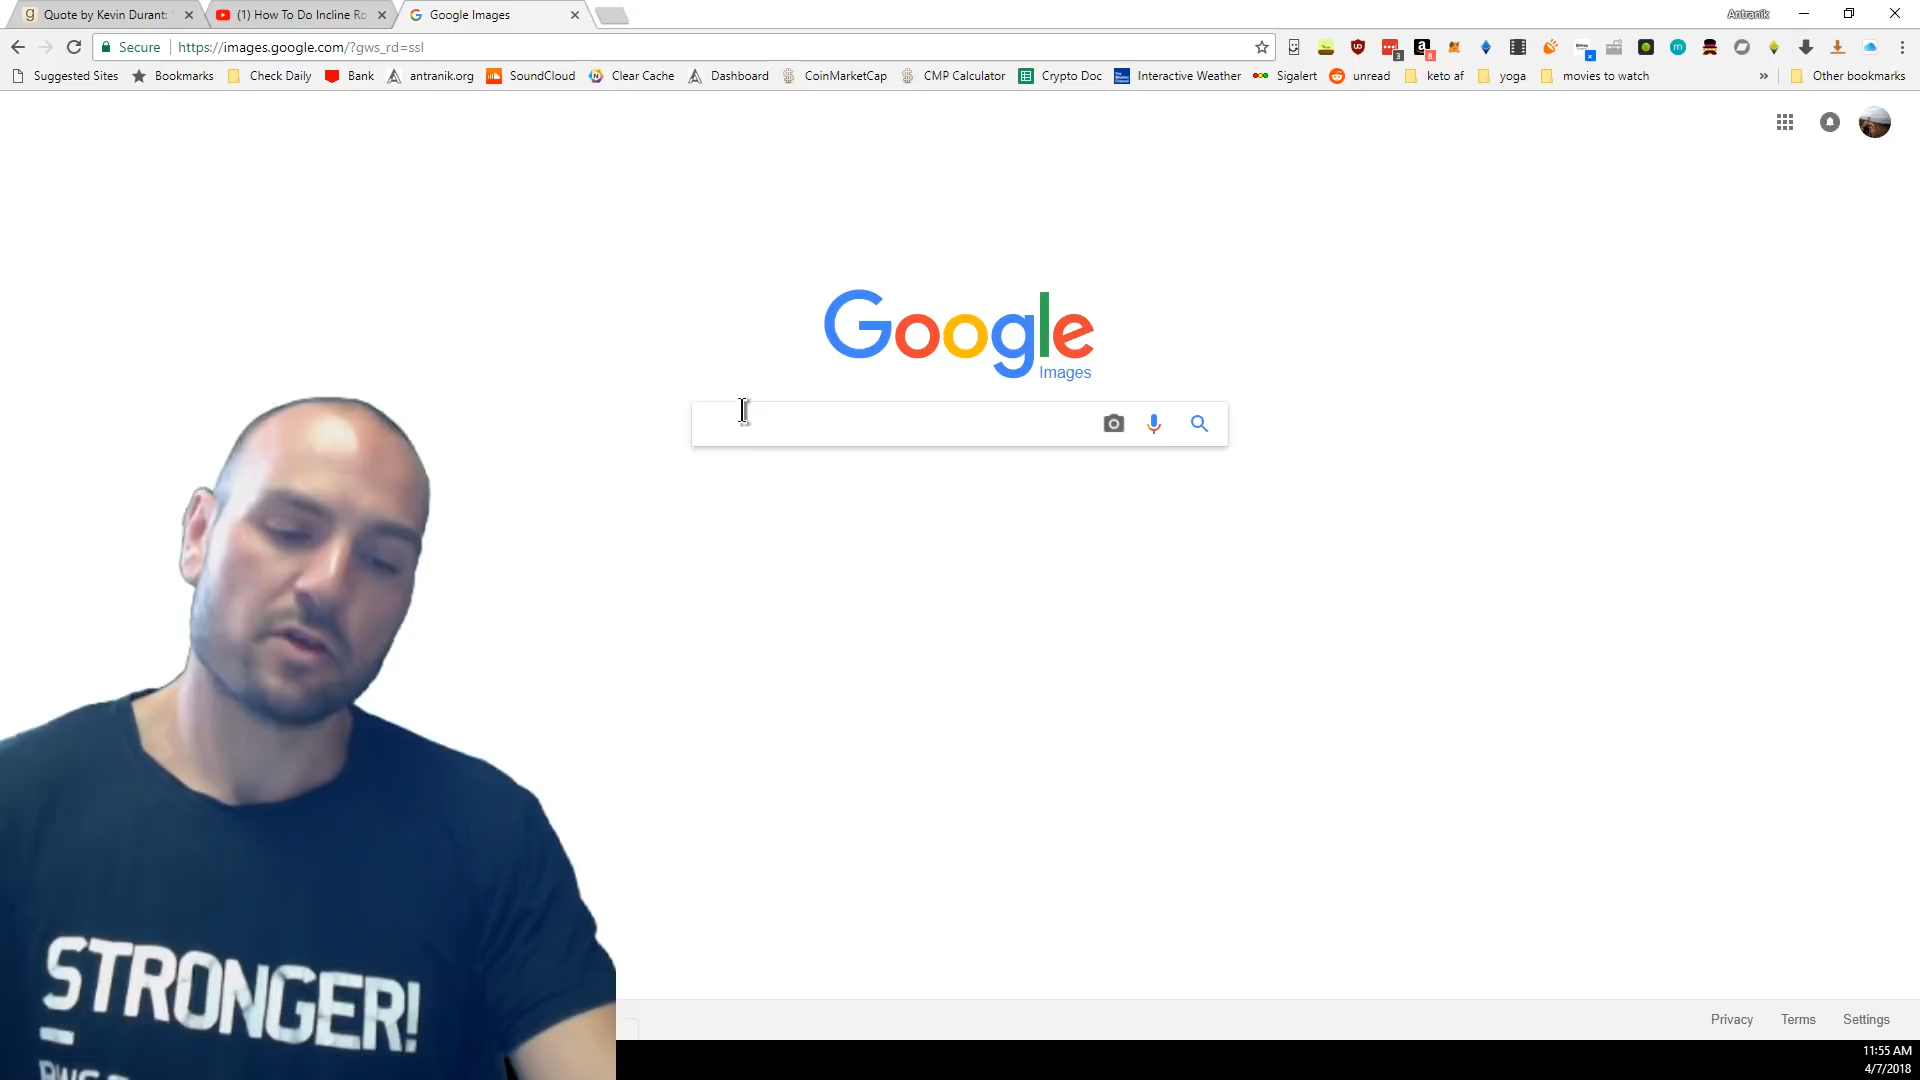 Quote by Kevin Durant:
(1) How To Do Incline Ro
Google Images
Antranik
Secure
https://images.google.com/?gws_rd=ssl
Suggested Sites
Bookmarks
Check Daily
Bank
antranik.org
SoundCloud
Clear Cache
Dashboard
CoinMarketCap
CMP Calculator
Crypto Doc
Interactive Weather
Sigalert
unread
keto af
yoga
movies to watch
»
Other bookmarks
Google
Images
STRONGER!
Privacy
Terms
Settings
11:55 AM
4/7/2018